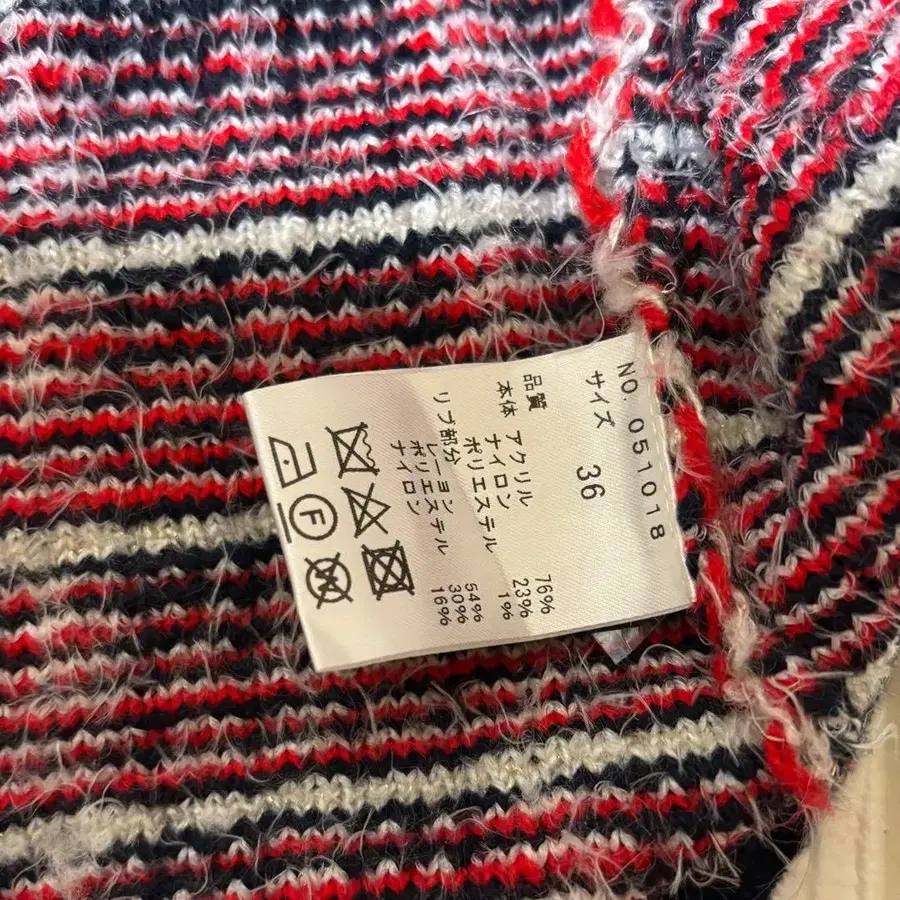 NO. 051018
サイズ 36
品質
本体 アクリル 76%
ナイロン 23%
ポリエステル 1%
リブ部分
レーヨン 54%
ポリエステル 30%
ナイロン 16%
F
W